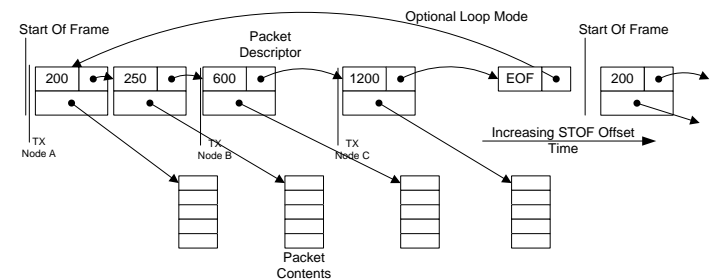 Optional Loop Mode
Start Of Frame
Packet
Descriptor
Start Of Frame
200
250
600
1200
EOF
200
TX
Node A
TX
Node B
TX
Node C
Increasing STOF Offset
Time
Packet
Contents